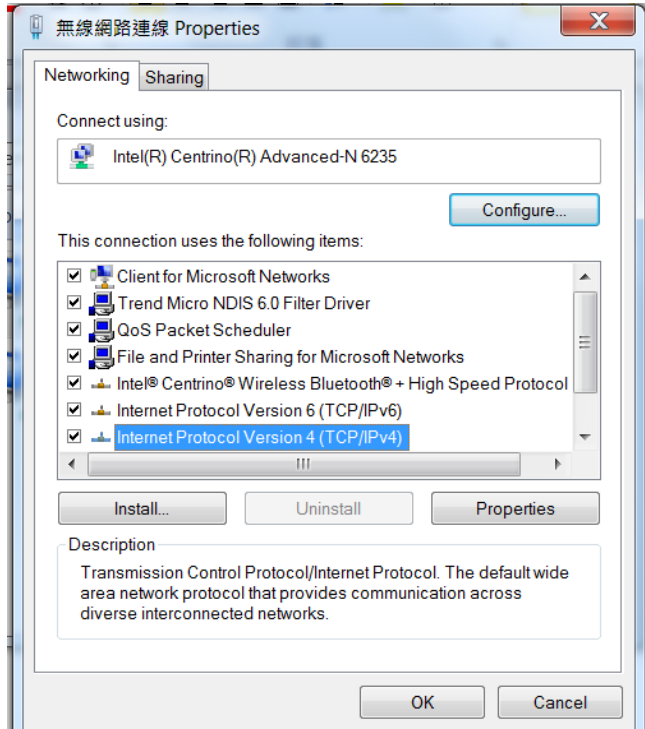 無線網路連線 Properties
Networking
Sharing
Connect using:
Intel(R) Centrino(R) Advanced-N 6235
Configure...
This connection uses the following items:
Client for Microsoft Networks
Trend Micro NDIS 6.0 Filter Driver
QoS Packet Scheduler
File and Printer Sharing for Microsoft Networks
Intel® Centrino® Wireless Bluetooth® + High Speed Protocol
Internet Protocol Version 6 (TCP/IPv6)
Internet Protocol Version 4 (TCP/IPv4)
Install...
Uninstall
Properties
Description
Transmission Control Protocol/Internet Protocol. The default wide
area network protocol that provides communication across
diverse interconnected networks.
OK
Cancel